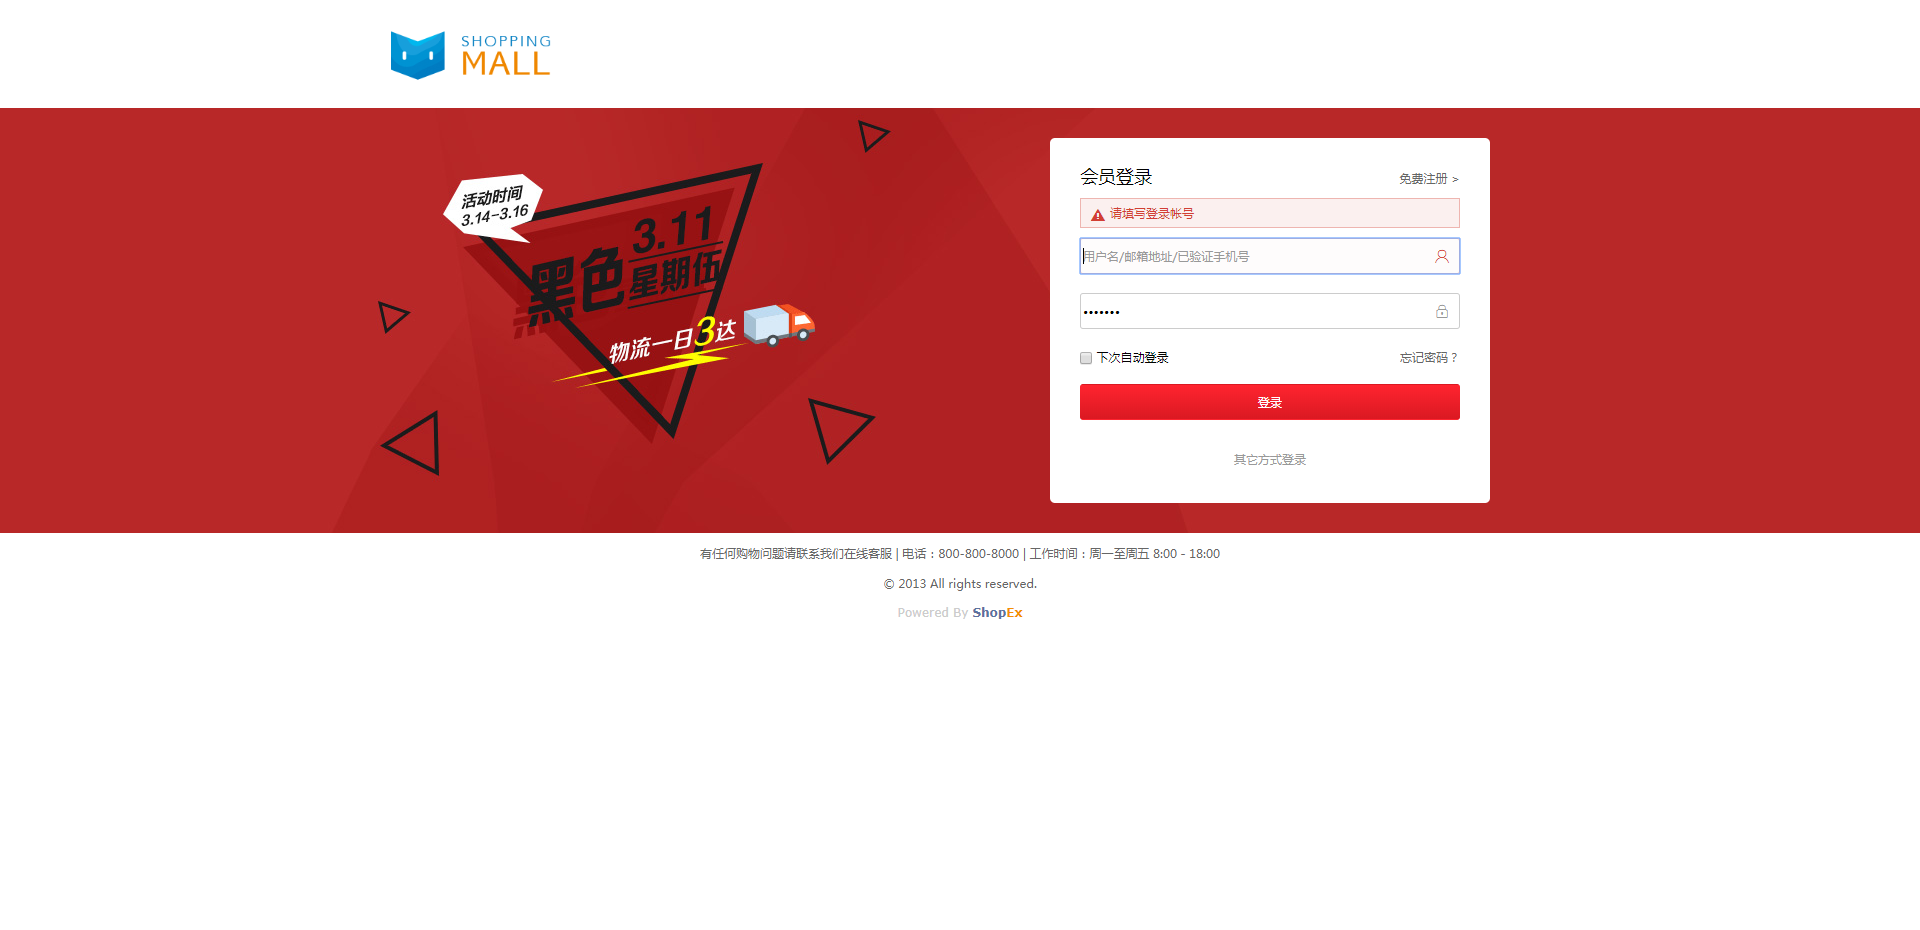 SHOPPING
MALL
活动时间
3.14-3.16
3.11
黑色
星期伍
物流一日3达
会员登录
免费注册 >
请填写登录帐号
用户名/邮箱地址/已验证手机号
•••••••
下次自动登录
忘记密码？
登录
其它方式登录
有任何购物问题请联系我们在线客服 | 电话：800-800-8000 | 工作时间：周一至周五 8:00 - 18:00
© 2013 All rights reserved.
Powered By ShopEx